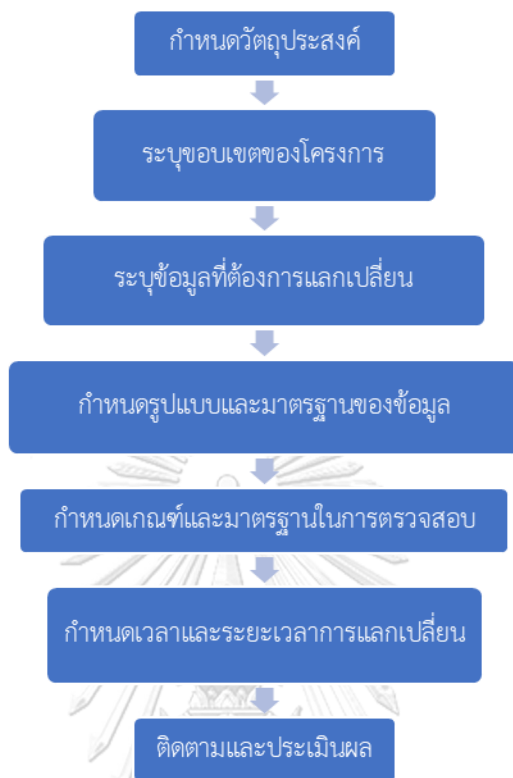 กำหนดวัตถุประสงค์
ระบุขอบเขตของโครงการ
ระบุข้อมูลที่ต้องการแลกเปลี่ยน
กำหนดรูปแบบและมาตรฐานของข้อมูล
กำหนดเกณฑ์และมาตรฐานในการตรวจสอบ
กำหนดเวลาและระยะเวลาการแลกเปลี่ยน
ติดตามและประเมินผล